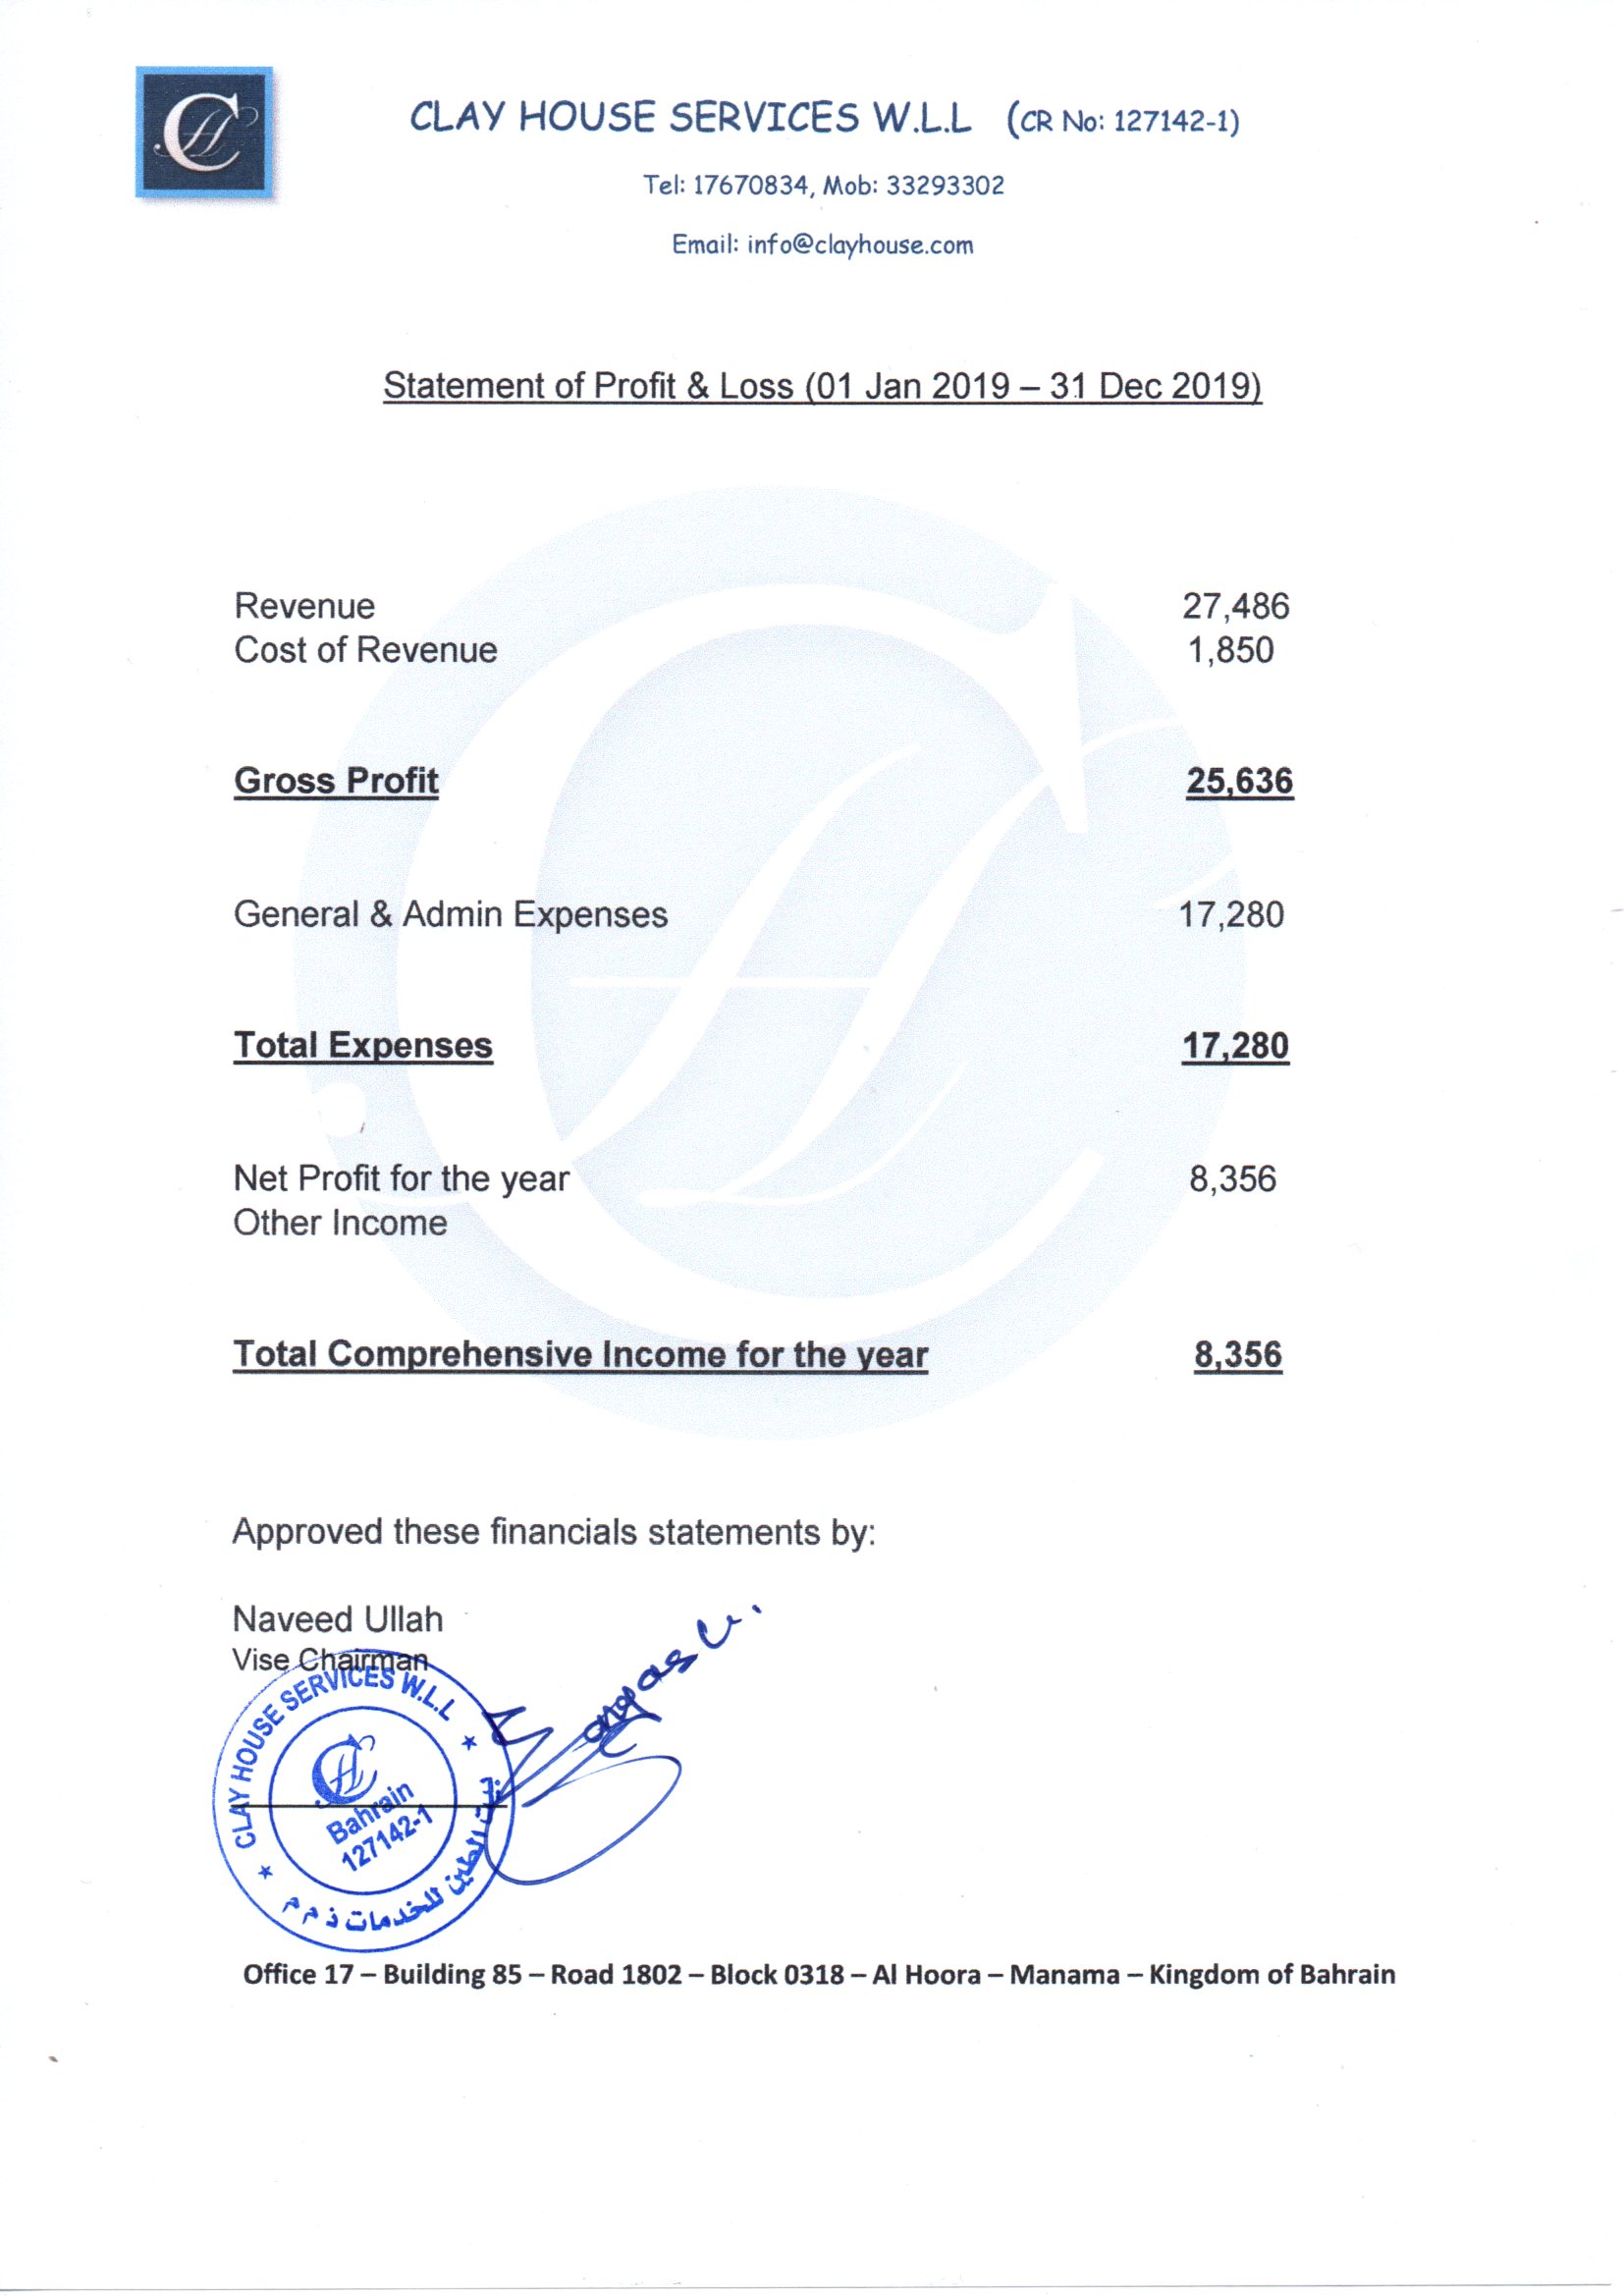 CLAY HOUSE SERVICES W.L.L (CR No: 127142-1)
Tel: 17670834, Mob: 33293302
Email: info@clayhouse.com
Statement of Profit & Loss (01 Jan 2019 – 31 Dec 2019)
Revenue 27,486
Cost of Revenue 1,850
Gross Profit 25,636
General & Admin Expenses 17,280
Total Expenses 17,280
Net Profit for the year 8,356
Other Income
Total Comprehensive Income for the year 8,356
Approved these financials statements by:
Naveed Ullah
Vise Chairman
CLAY HOUSE SERVICES W.L.L
CH
Bahrain
127142-1
الطين للخدمات ذ م م
Office 17 – Building 85 – Road 1802 – Block 0318 – Al Hoora – Manama – Kingdom of Bahrain